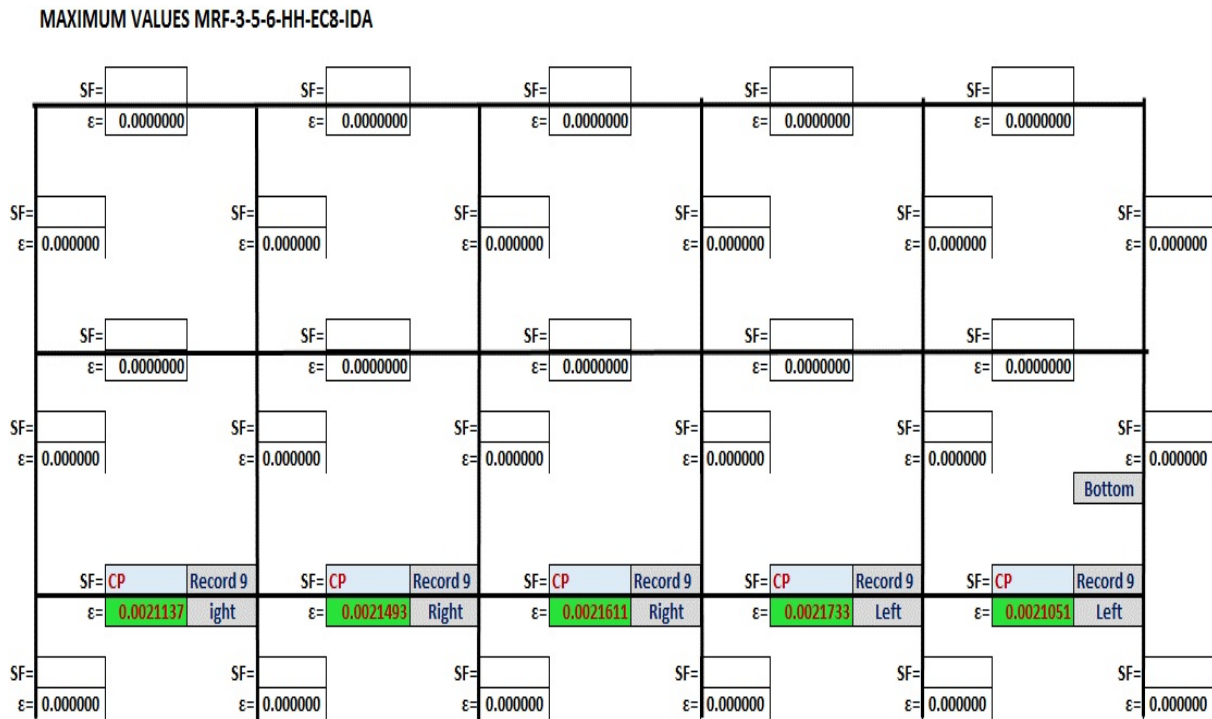 MAXIMUM VALUES MRF-3-5-6-HH-EC8-IDA
SF= SF= SF= SF= SF=
ε= 0.0000000 ε= 0.0000000 ε= 0.0000000 ε= 0.0000000 ε= 0.0000000
SF= SF= SF= SF= SF= SF=
ε= 0.000000 ε= 0.000000 ε= 0.000000 ε= 0.000000 ε= 0.000000 ε= 0.000000
SF= SF= SF= SF= SF=
ε= 0.0000000 ε= 0.0000000 ε= 0.0000000 ε= 0.0000000 ε= 0.0000000
SF= SF= SF= SF= SF= SF=
ε= 0.000000 ε= 0.000000 ε= 0.000000 ε= 0.000000 ε= 0.000000 ε= 0.000000
Bottom
SF= CP Record 9 SF= CP Record 9 SF= CP Record 9 SF= CP Record 9 SF= CP Record 9
ε= 0.0021137 ight ε= 0.0021493 Right ε= 0.0021611 Right ε= 0.0021733 Left ε= 0.0021051 Left
SF= SF= SF= SF= SF= SF=
ε= 0.000000 ε= 0.000000 ε= 0.000000 ε= 0.000000 ε= 0.000000 ε= 0.000000